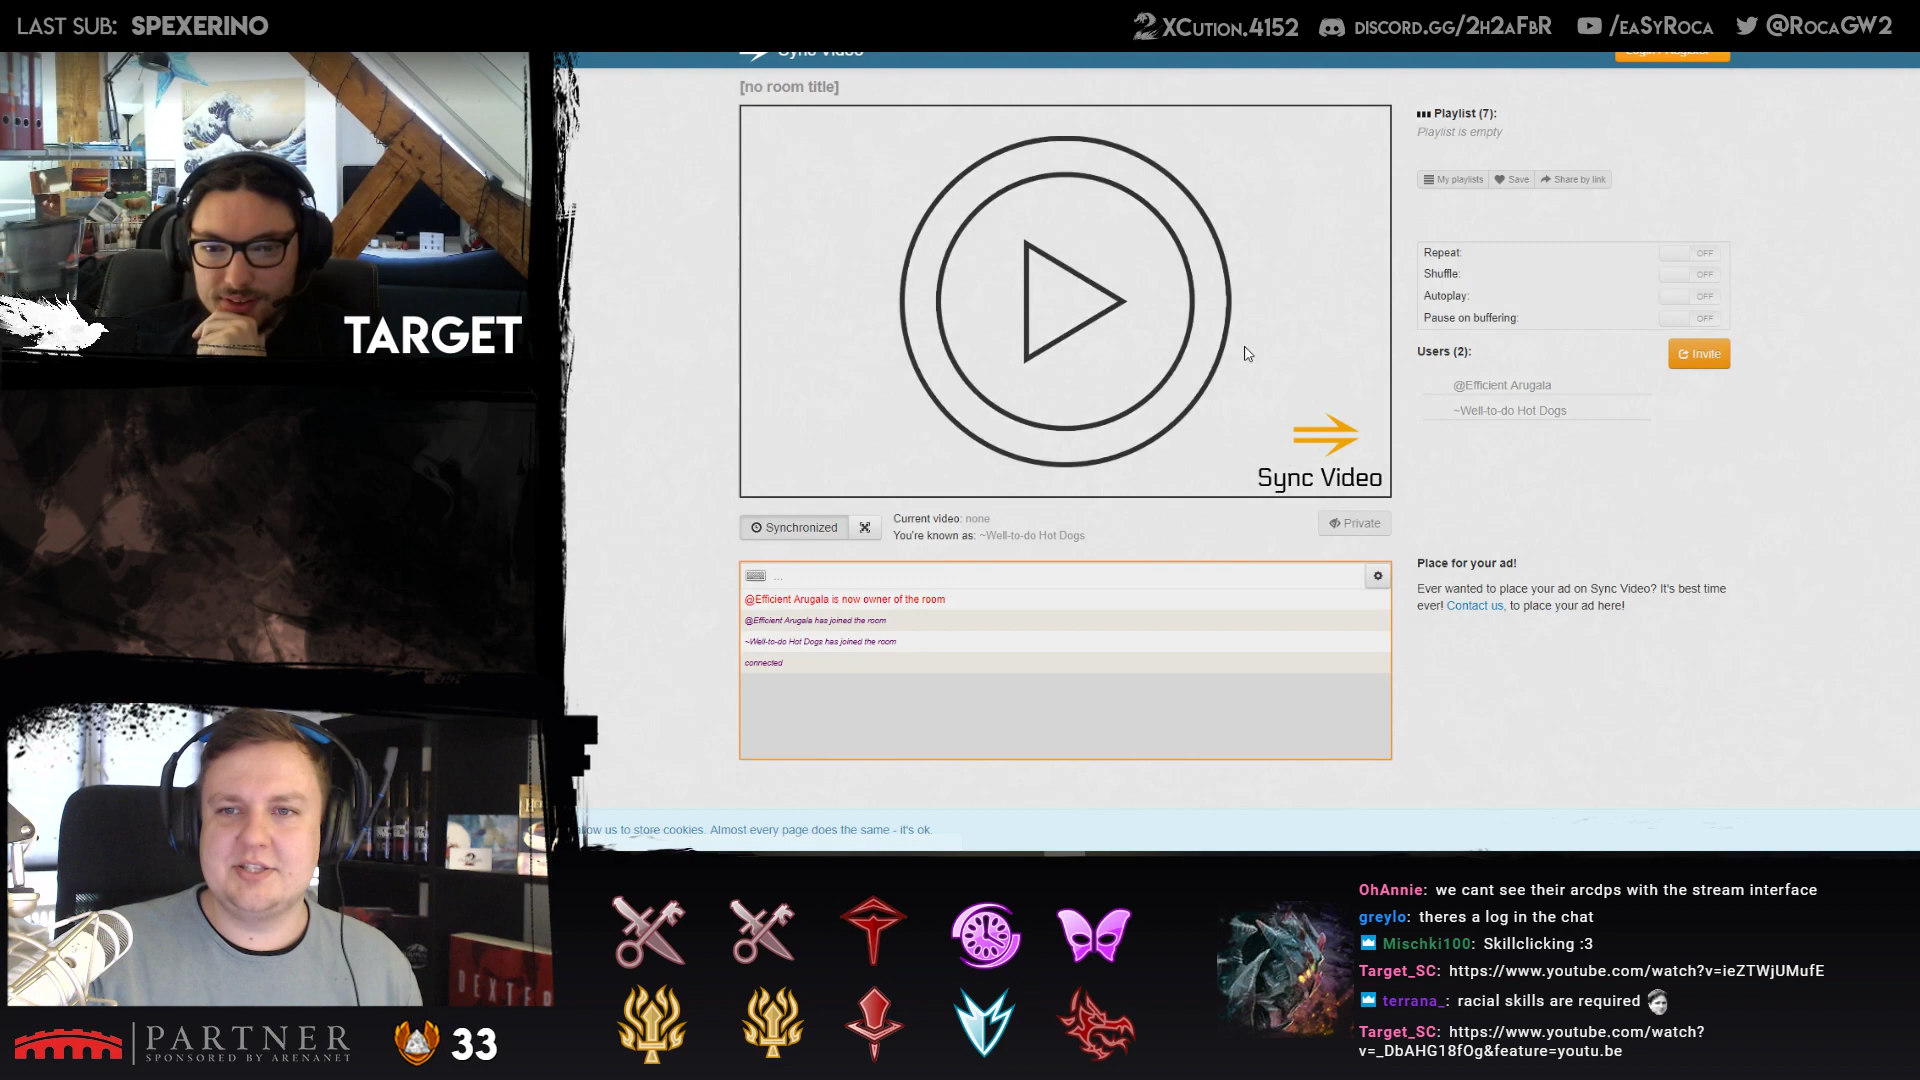 LAST SUB: SPEXERINO
XCution.4152
discord.gg/2h2aFbR
/eaSyRoca
@RocaGW2
Sync Video
Login / Register
[no room title]
Playlist (7):
Playlist is empty
My playlists
Save
Share by link
Repeat:
OFF
Shuffle:
OFF
Autoplay:
OFF
Pause on buffering:
OFF
Users (2):
Invite
@Efficient Arugala
~Well-to-do Hot Dogs
TARGET
Sync Video
Synchronized
Current video: none
You're known as: ~Well-to-do Hot Dogs
Private
...
@Efficient Arugala is now owner of the room
@Efficient Arugala has joined the room
~Well-to-do Hot Dogs has joined the room
connected
Place for your ad!
Ever wanted to place your ad on Sync Video? It's best time
ever! Contact us, to place your ad here!
us to store cookies. Almost every page does the same - it's ok.
DEXTER
PARTNER
SPONSORED BY ARENANET
33
OhAnnie: we cant see their arcdps with the stream interface
greylo: theres a log in the chat
Mischki100: Skillclicking :3
Target_SC: https://www.youtube.com/watch?v=ieZTWjUMufE
terrana_: racial skills are required
Target_SC: https://www.youtube.com/watch?
v=_DbAHG18fOg&feature=youtu.be